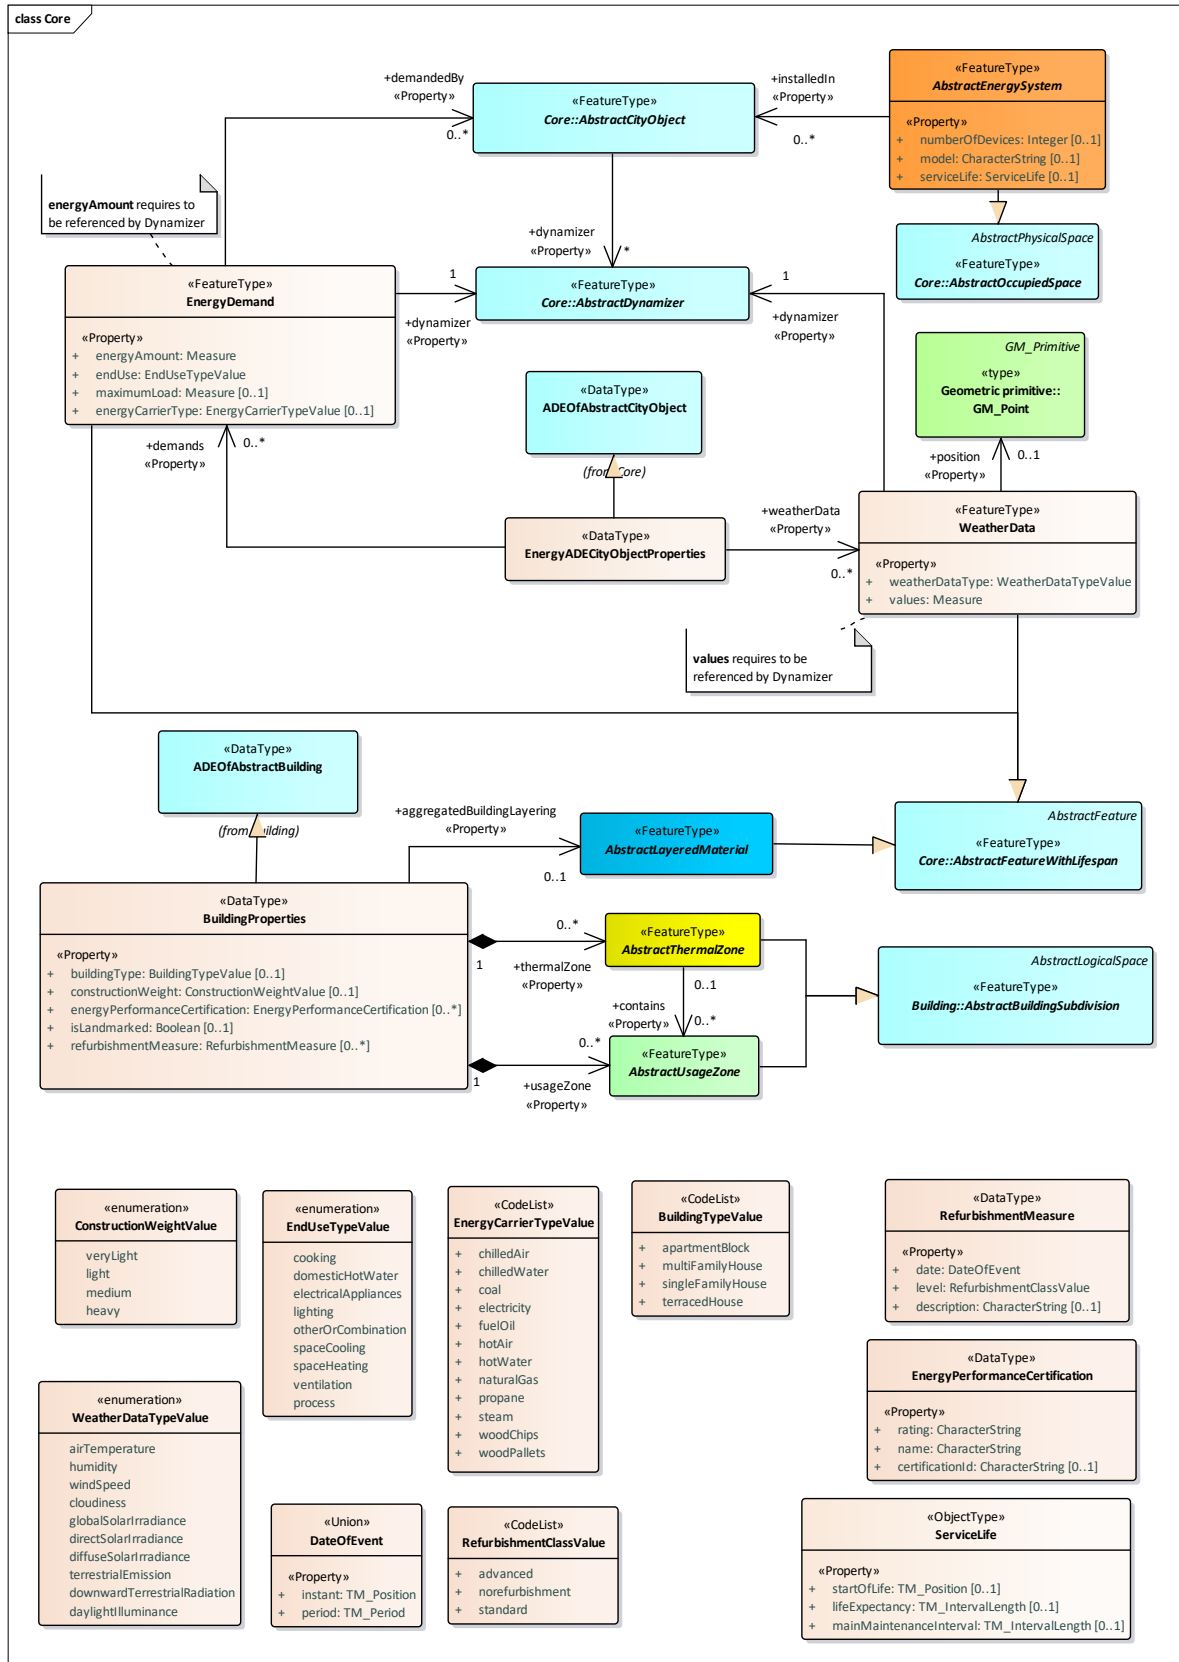 class Core
+demandedBy
«Property»
0..*
«FeatureType»
Core::AbstractCityObject
+installedIn
«Property»
0..*
«FeatureType»
AbstractEnergySystem
«Property»
+ numberOfDevices: Integer [0..1]
+ model: CharacterString [0..1]
+ serviceLife: ServiceLife [0..1]
energyAmount requires to
be referenced by Dynamizer
+dynamizer
«Property»
*
AbstractPhysicalSpace
«FeatureType»
Core::AbstractOccupiedSpace
«FeatureType»
EnergyDemand
«Property»
+ energyAmount: Measure
+ endUse: EndUseTypeValue
+ maximumLoad: Measure [0..1]
+ energyCarrierType: EnergyCarrierTypeValue [0..1]
1
+dynamizer
«Property»
«FeatureType»
Core::AbstractDynamizer
1
+dynamizer
«Property»
GM_Primitive
«type»
Geometric primitive::
GM_Point
«DataType»
ADEOfAbstractCityObject
(from Core)
+demands
«Property»
0..*
+position
«Property»
0..1
«DataType»
EnergyADECityObjectProperties
+weatherData
«Property»
0..*
«FeatureType»
WeatherData
«Property»
+ weatherDataType: WeatherDataTypeValue
+ values: Measure
values requires to be
referenced by Dynamizer
«DataType»
ADEOfAbstractBuilding
(from Building)
+aggregatedBuildingLayering
«Property»
0..1
«FeatureType»
AbstractLayeredMaterial
AbstractFeature
«FeatureType»
Core::AbstractFeatureWithLifespan
«DataType»
BuildingProperties
«Property»
+ buildingType: BuildingTypeValue [0..1]
+ constructionWeight: ConstructionWeightValue [0..1]
+ energyPerformanceCertification: EnergyPerformanceCertification [0..*]
+ isLandmarked: Boolean [0..1]
+ refurbishmentMeasure: RefurbishmentMeasure [0..*]
0..*
1
+thermalZone
«Property»
«FeatureType»
AbstractThermalZone
0..1
+contains
«Property»
0..*
AbstractLogicalSpace
«FeatureType»
Building::AbstractBuildingSubdivision
0..*
1
+usageZone
«Property»
«FeatureType»
AbstractUsageZone
«enumeration»
ConstructionWeightValue
veryLight
light
medium
heavy
«enumeration»
EndUseTypeValue
cooking
domesticHotWater
electricalAppliances
lighting
otherOrCombination
spaceCooling
spaceHeating
ventilation
process
«CodeList»
EnergyCarrierTypeValue
+ chilledAir
+ chilledWater
+ coal
+ electricity
+ fuelOil
+ hotAir
+ hotWater
+ naturalGas
+ propane
+ steam
+ woodChips
+ woodPallets
«CodeList»
BuildingTypeValue
+ apartmentBlock
+ multiFamilyHouse
+ singleFamilyHouse
+ terracedHouse
«DataType»
RefurbishmentMeasure
«Property»
+ date: DateOfEvent
+ level: RefurbishmentClassValue
+ description: CharacterString [0..1]
«DataType»
EnergyPerformanceCertification
«Property»
+ rating: CharacterString
+ name: CharacterString
+ certificationId: CharacterString [0..1]
«enumeration»
WeatherDataTypeValue
airTemperature
humidity
windSpeed
cloudiness
globalSolarIrradiance
directSolarIrradiance
diffuseSolarIrradiance
terrestrialEmission
downwardTerrestrialRadiation
daylightIlluminance
«Union»
DateOfEvent
«Property»
+ instant: TM_Position
+ period: TM_Period
«CodeList»
RefurbishmentClassValue
+ advanced
+ norefurbishment
+ standard
«ObjectType»
ServiceLife
«Property»
+ startOfLife: TM_Position [0..1]
+ lifeExpectancy: TM_IntervalLength [0..1]
+ mainMaintenanceInterval: TM_IntervalLength [0..1]